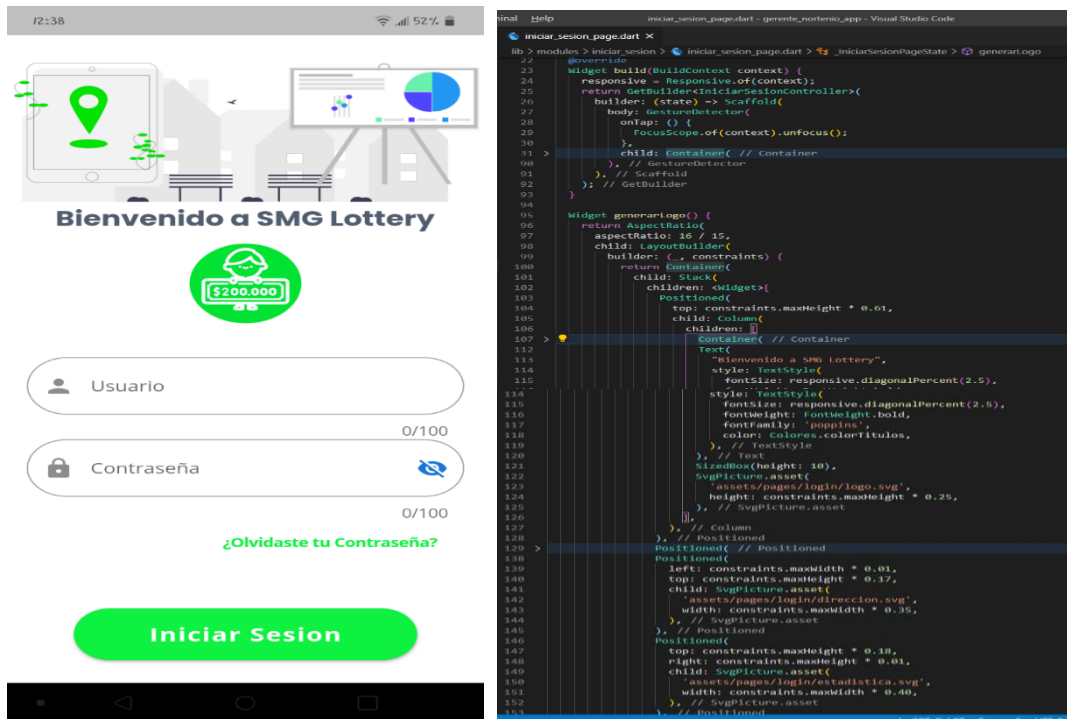 12:38
52%
Bienvenido a SMG Lottery
$200.000
Usuario
0/100
Contraseña
0/100
¿Olvidaste tu Contraseña?
Iniciar Sesion
minal Help iniciar_sesion_page.dart - gerente_nortenio_app - Visual Studio Code
iniciar_sesion_page.dart ×
lib > modules > iniciar_sesion > iniciar_sesion_page.dart > _IniciarSesionPageState > generarLogo
22 @override
23 Widget build(BuildContext context) {
24 responsive = Responsive.of(context);
25 return GetBuilder<IniciarSesionController>(
26 builder: (state) => Scaffold(
27 body: GestureDetector(
28 onTap: () {
29 FocusScope.of(context).unfocus();
30 },
31 > child: Container( // Container
90 ), // GestureDetector
91 ), // Scaffold
92 ); // GetBuilder
93 }
94
95 Widget generarLogo() {
96 return AspectRatio(
97 aspectRatio: 16 / 15,
98 child: LayoutBuilder(
99 builder: (_, constraints) {
100 return Container(
101 child: Stack(
102 children: <Widget>[
103 Positioned(
104 top: constraints.maxHeight * 0.61,
105 child: Column(
106 children: [
107 > Container( // Container
112 Text(
113 "Bienvenido a SMG Lottery",
114 style: TextStyle(
115 fontSize: responsive.diagonalPercent(2.5),
114 style: TextStyle(
115 fontSize: responsive.diagonalPercent(2.5),
116 fontWeight: FontWeight.bold,
117 fontFamily: 'poppins',
118 color: Colores.colorTitulos,
119 ), // TextStyle
120 ), // Text
121 SizedBox(height: 10),
122 SvgPicture.asset(
123 'assets/pages/login/logo.svg',
124 height: constraints.maxHeight * 0.25,
125 ), // SvgPicture.asset
126 ],
127 ), // Column
128 ), // Positioned
129 > Positioned( // Positioned
138 Positioned(
139 left: constraints.maxWidth * 0.01,
140 top: constraints.maxHeight * 0.17,
141 child: SvgPicture.asset(
142 'assets/pages/login/direccion.svg',
143 width: constraints.maxWidth * 0.35,
144 ), // SvgPicture.asset
145 ), // Positioned
146 Positioned(
147 top: constraints.maxHeight * 0.18,
148 right: constraints.maxWidth * 0.01,
149 child: SvgPicture.asset(
150 'assets/pages/login/estadistica.svg',
151 width: constraints.maxWidth * 0.40,
152 ), // SvgPicture.asset
153 ), // Positioned